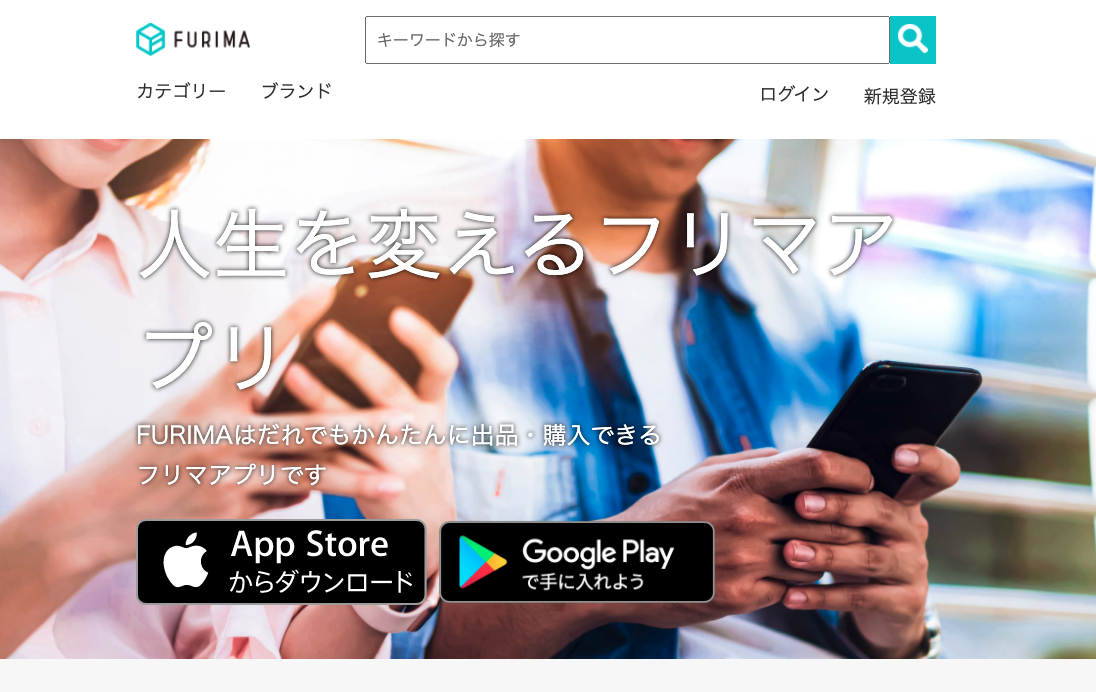 FURIMA
キーワードから探す
カテゴリー ブランド
ログイン 新規登録
人生を変えるフリマア
プリ
FURIMAはだれでもかんたんに出品・購入できる
フリマアプリです
App Store
からダウンロード
Google Play
で手に入れよう